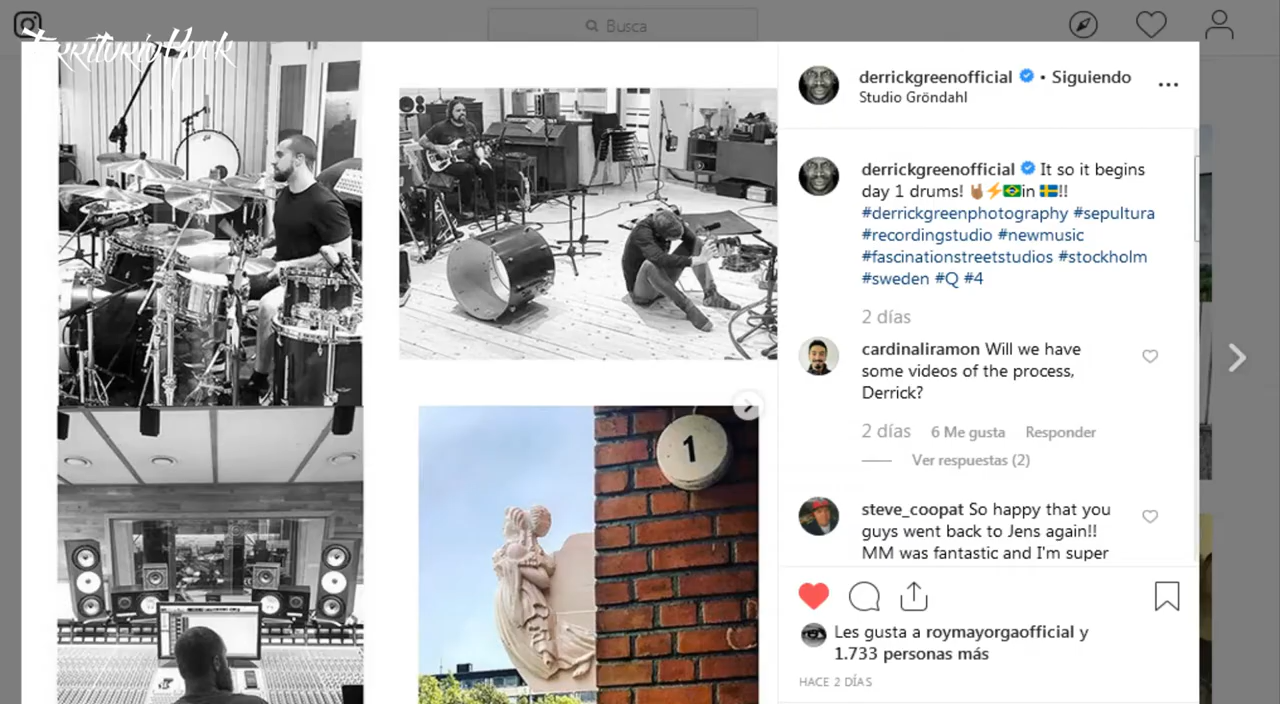 TERRITORIO Rock
Busca
derrickgreenofficial • Siguiendo
Studio Gröndahl
derrickgreenofficial It so it begins
day 1 drums! 🤘🏽⚡🇧🇷in 🇸🇪!!
#derrickgreenphotography #sepultura
#recordingstudio #newmusic
#fascinationstreetstudios #stockholm
#sweden #Q #4
2 días
cardinaliramon Will we have
some videos of the process,
Derrick?
2 días 6 Me gusta Responder
Ver respuestas (2)
steve_coopat So happy that you
guys went back to Jens again!!
MM was fantastic and I'm super
1
Les gusta a roymayorgaofficial y
1.733 personas más
HACE 2 DÍAS